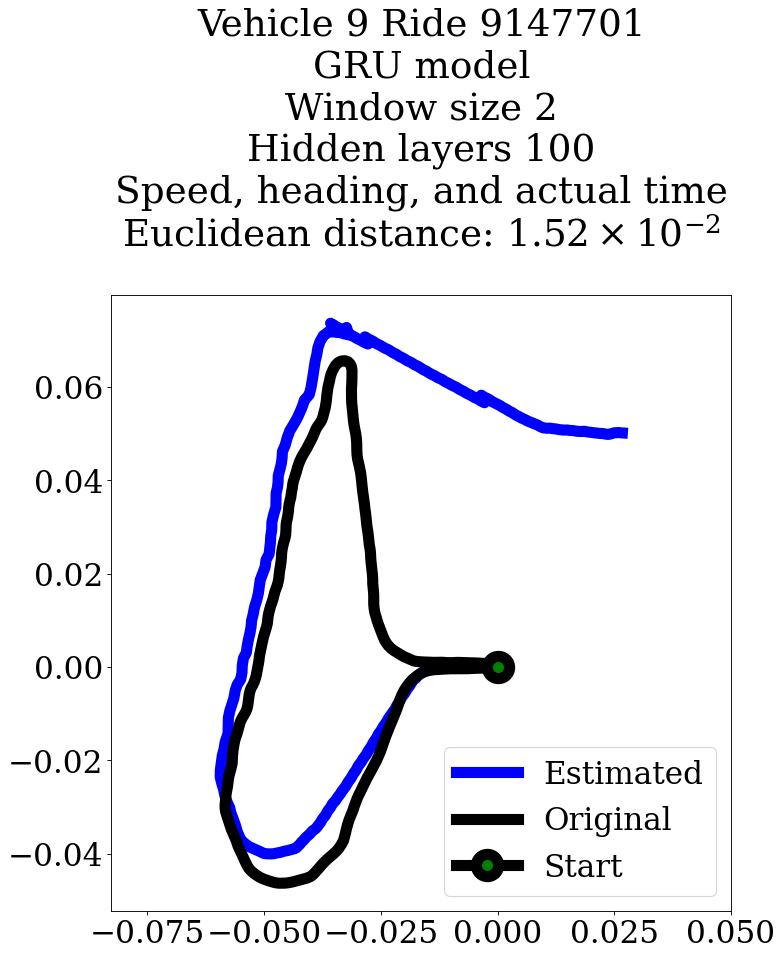 Vehicle 9 Ride 9147701
GRU model
Window size 2
Hidden layers 100
Speed, heading, and actual time
Euclidean distance: 1.52 × 10⁻²
0.06
0.04
0.02
0.00
−0.02
−0.04
Estimated
Original
Start
−0.075 −0.050 −0.025 0.000 0.025 0.050